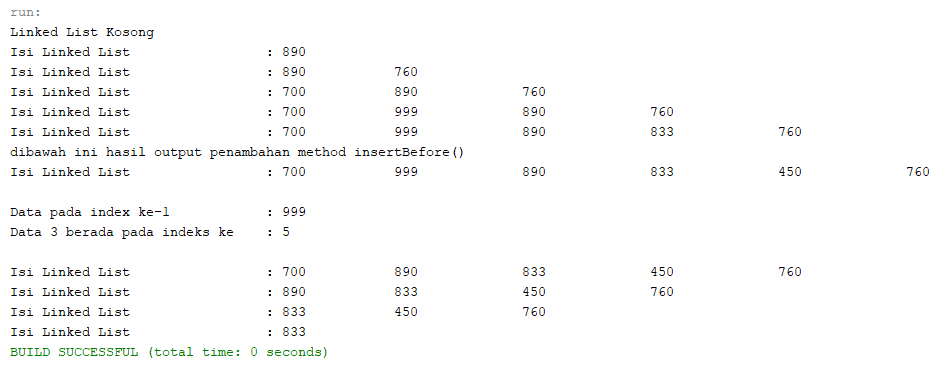 run:
Linked List Kosong
Isi Linked List : 890
Isi Linked List : 890 760
Isi Linked List : 700 890 760
Isi Linked List : 700 999 890 760
Isi Linked List : 700 999 890 833 760
dibawah ini hasil output penambahan method insertBefore()
Isi Linked List : 700 999 890 833 450 760
Data pada index ke-1 : 999
Data 3 berada pada indeks ke : 5
Isi Linked List : 700 890 833 450 760
Isi Linked List : 890 833 450 760
Isi Linked List : 833 450 760
Isi Linked List : 833
BUILD SUCCESSFUL (total time: 0 seconds)